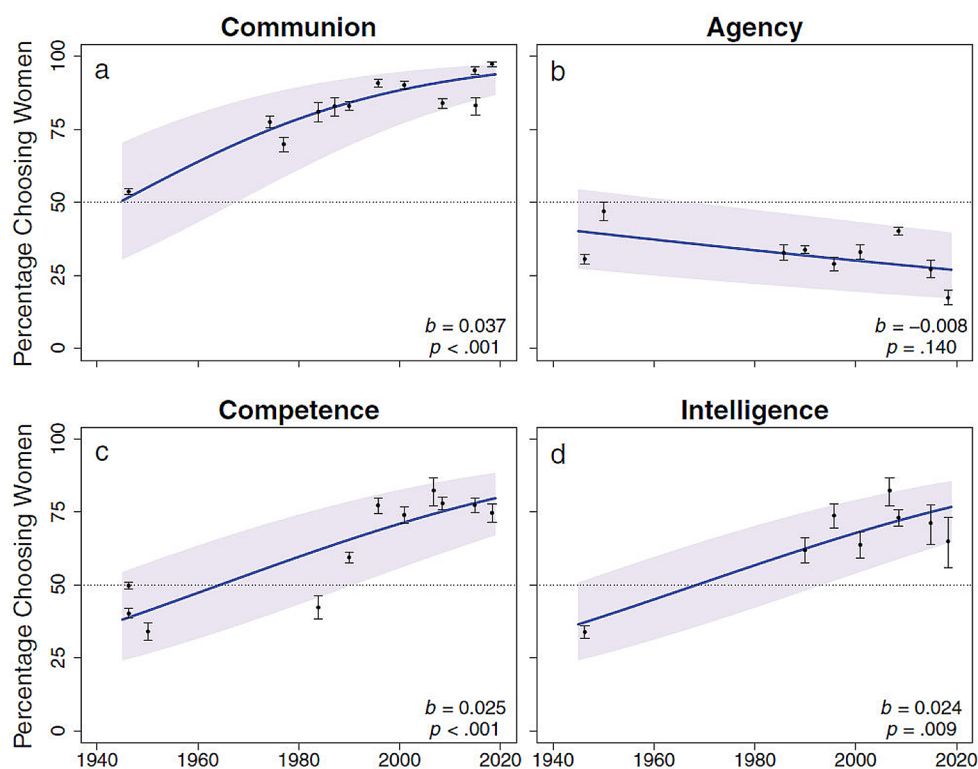 Communion
Agency
Percentage Choosing Women
100
75
50
25
0
a
b = 0.037
p < .001
b
b = −0.008
p = .140
Competence
Intelligence
Percentage Choosing Women
100
75
50
25
0
c
b = 0.025
p < .001
d
b = 0.024
p = .009
1940 1960 1980 2000 2020
1940 1960 1980 2000 2020